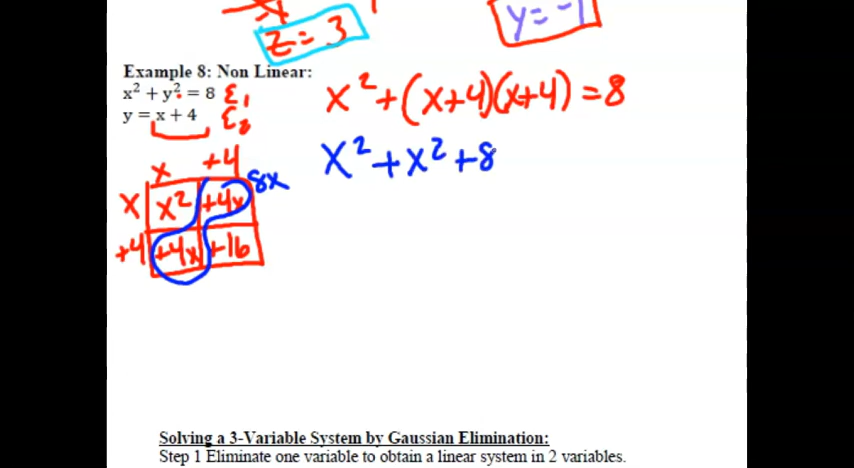 z = 3
y = -1
Example 8: Non Linear:
x² + y² = 8 E₁
y = x + 4 E₂
x² + (x+4)(x+4) = 8
x² + x² + 8
x +4
x x² +4x 8x
+4 +4x +16
Solving a 3-Variable System by Gaussian Elimination:
Step 1 Eliminate one variable to obtain a linear system in 2 variables.